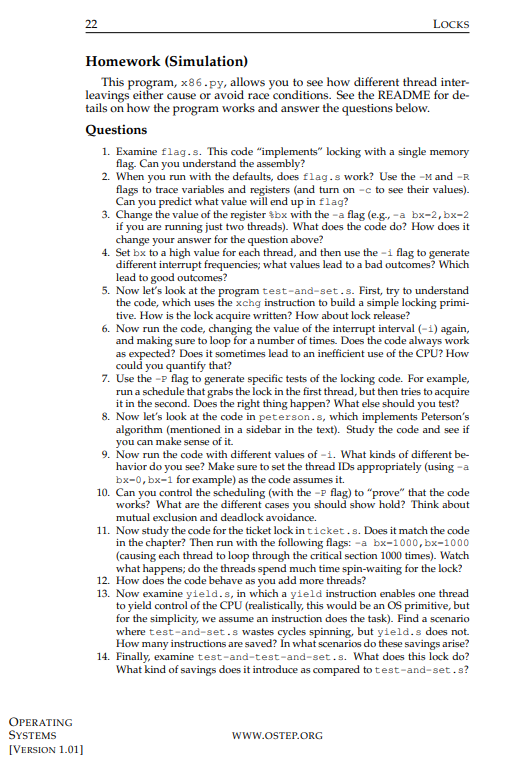 22 LOCKS
Homework (Simulation)
This program, x86.py, allows you to see how different thread inter-
leavings either cause or avoid race conditions. See the README for de-
tails on how the program works and answer the questions below.
Questions
1. Examine flag.s. This code “implements” locking with a single memory
flag. Can you understand the assembly?
2. When you run with the defaults, does flag.s work? Use the -M and -R
flags to trace variables and registers (and turn on -c to see their values).
Can you predict what value will end up in flag?
3. Change the value of the register %bx with the -a flag (e.g., -a bx=2,bx=2
if you are running just two threads). What does the code do? How does it
change your answer for the question above?
4. Set bx to a high value for each thread, and then use the -i flag to generate
different interrupt frequencies; what values lead to a bad outcomes? Which
lead to good outcomes?
5. Now let’s look at the program test-and-set.s. First, try to understand
the code, which uses the xchg instruction to build a simple locking primi-
tive. How is the lock acquire written? How about lock release?
6. Now run the code, changing the value of the interrupt interval (-i) again,
and making sure to loop for a number of times. Does the code always work
as expected? Does it sometimes lead to an inefficient use of the CPU? How
could you quantify that?
7. Use the -P flag to generate specific tests of the locking code. For example,
run a schedule that grabs the lock in the first thread, but then tries to acquire
it in the second. Does the right thing happen? What else should you test?
8. Now let’s look at the code in peterson.s, which implements Peterson’s
algorithm (mentioned in a sidebar in the text). Study the code and see if
you can make sense of it.
9. Now run the code with different values of -i. What kinds of different be-
havior do you see? Make sure to set the thread IDs appropriately (using -a
bx=0,bx=1 for example) as the code assumes it.
10. Can you control the scheduling (with the -P flag) to “prove” that the code
works? What are the different cases you should show hold? Think about
mutual exclusion and deadlock avoidance.
11. Now study the code for the ticket lock in ticket.s. Does it match the code
in the chapter? Then run with the following flags: -a bx=1000,bx=1000
(causing each thread to loop through the critical section 1000 times). Watch
what happens; do the threads spend much time spin-waiting for the lock?
12. How does the code behave as you add more threads?
13. Now examine yield.s, in which a yield instruction enables one thread
to yield control of the CPU (realistically, this would be an OS primitive, but
for the simplicity, we assume an instruction does the task). Find a scenario
where test-and-set.s wastes cycles spinning, but yield.s does not.
How many instructions are saved? In what scenarios do these savings arise?
14. Finally, examine test-and-test-and-set.s. What does this lock do?
What kind of savings does it introduce as compared to test-and-set.s?
OPERATING
SYSTEMS
[VERSION 1.01]
WWW.OSTEP.ORG